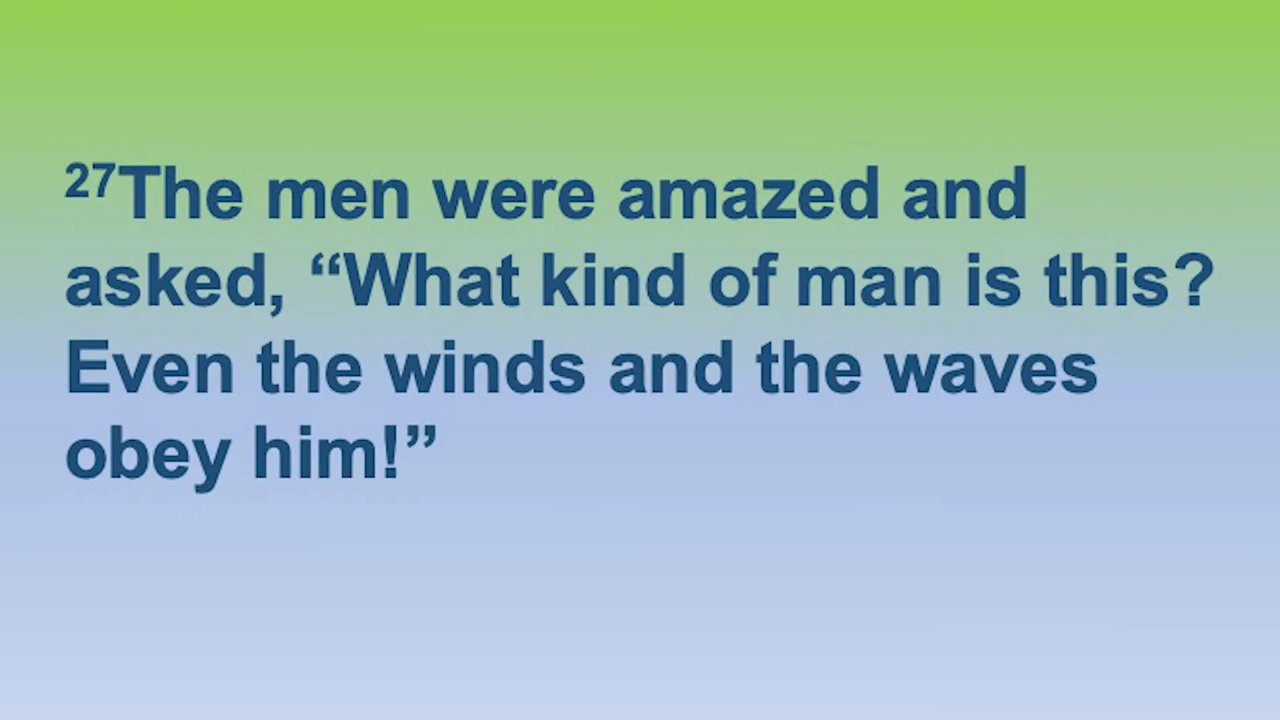 27The men were amazed and
asked, “What kind of man is this?
Even the winds and the waves
obey him!”